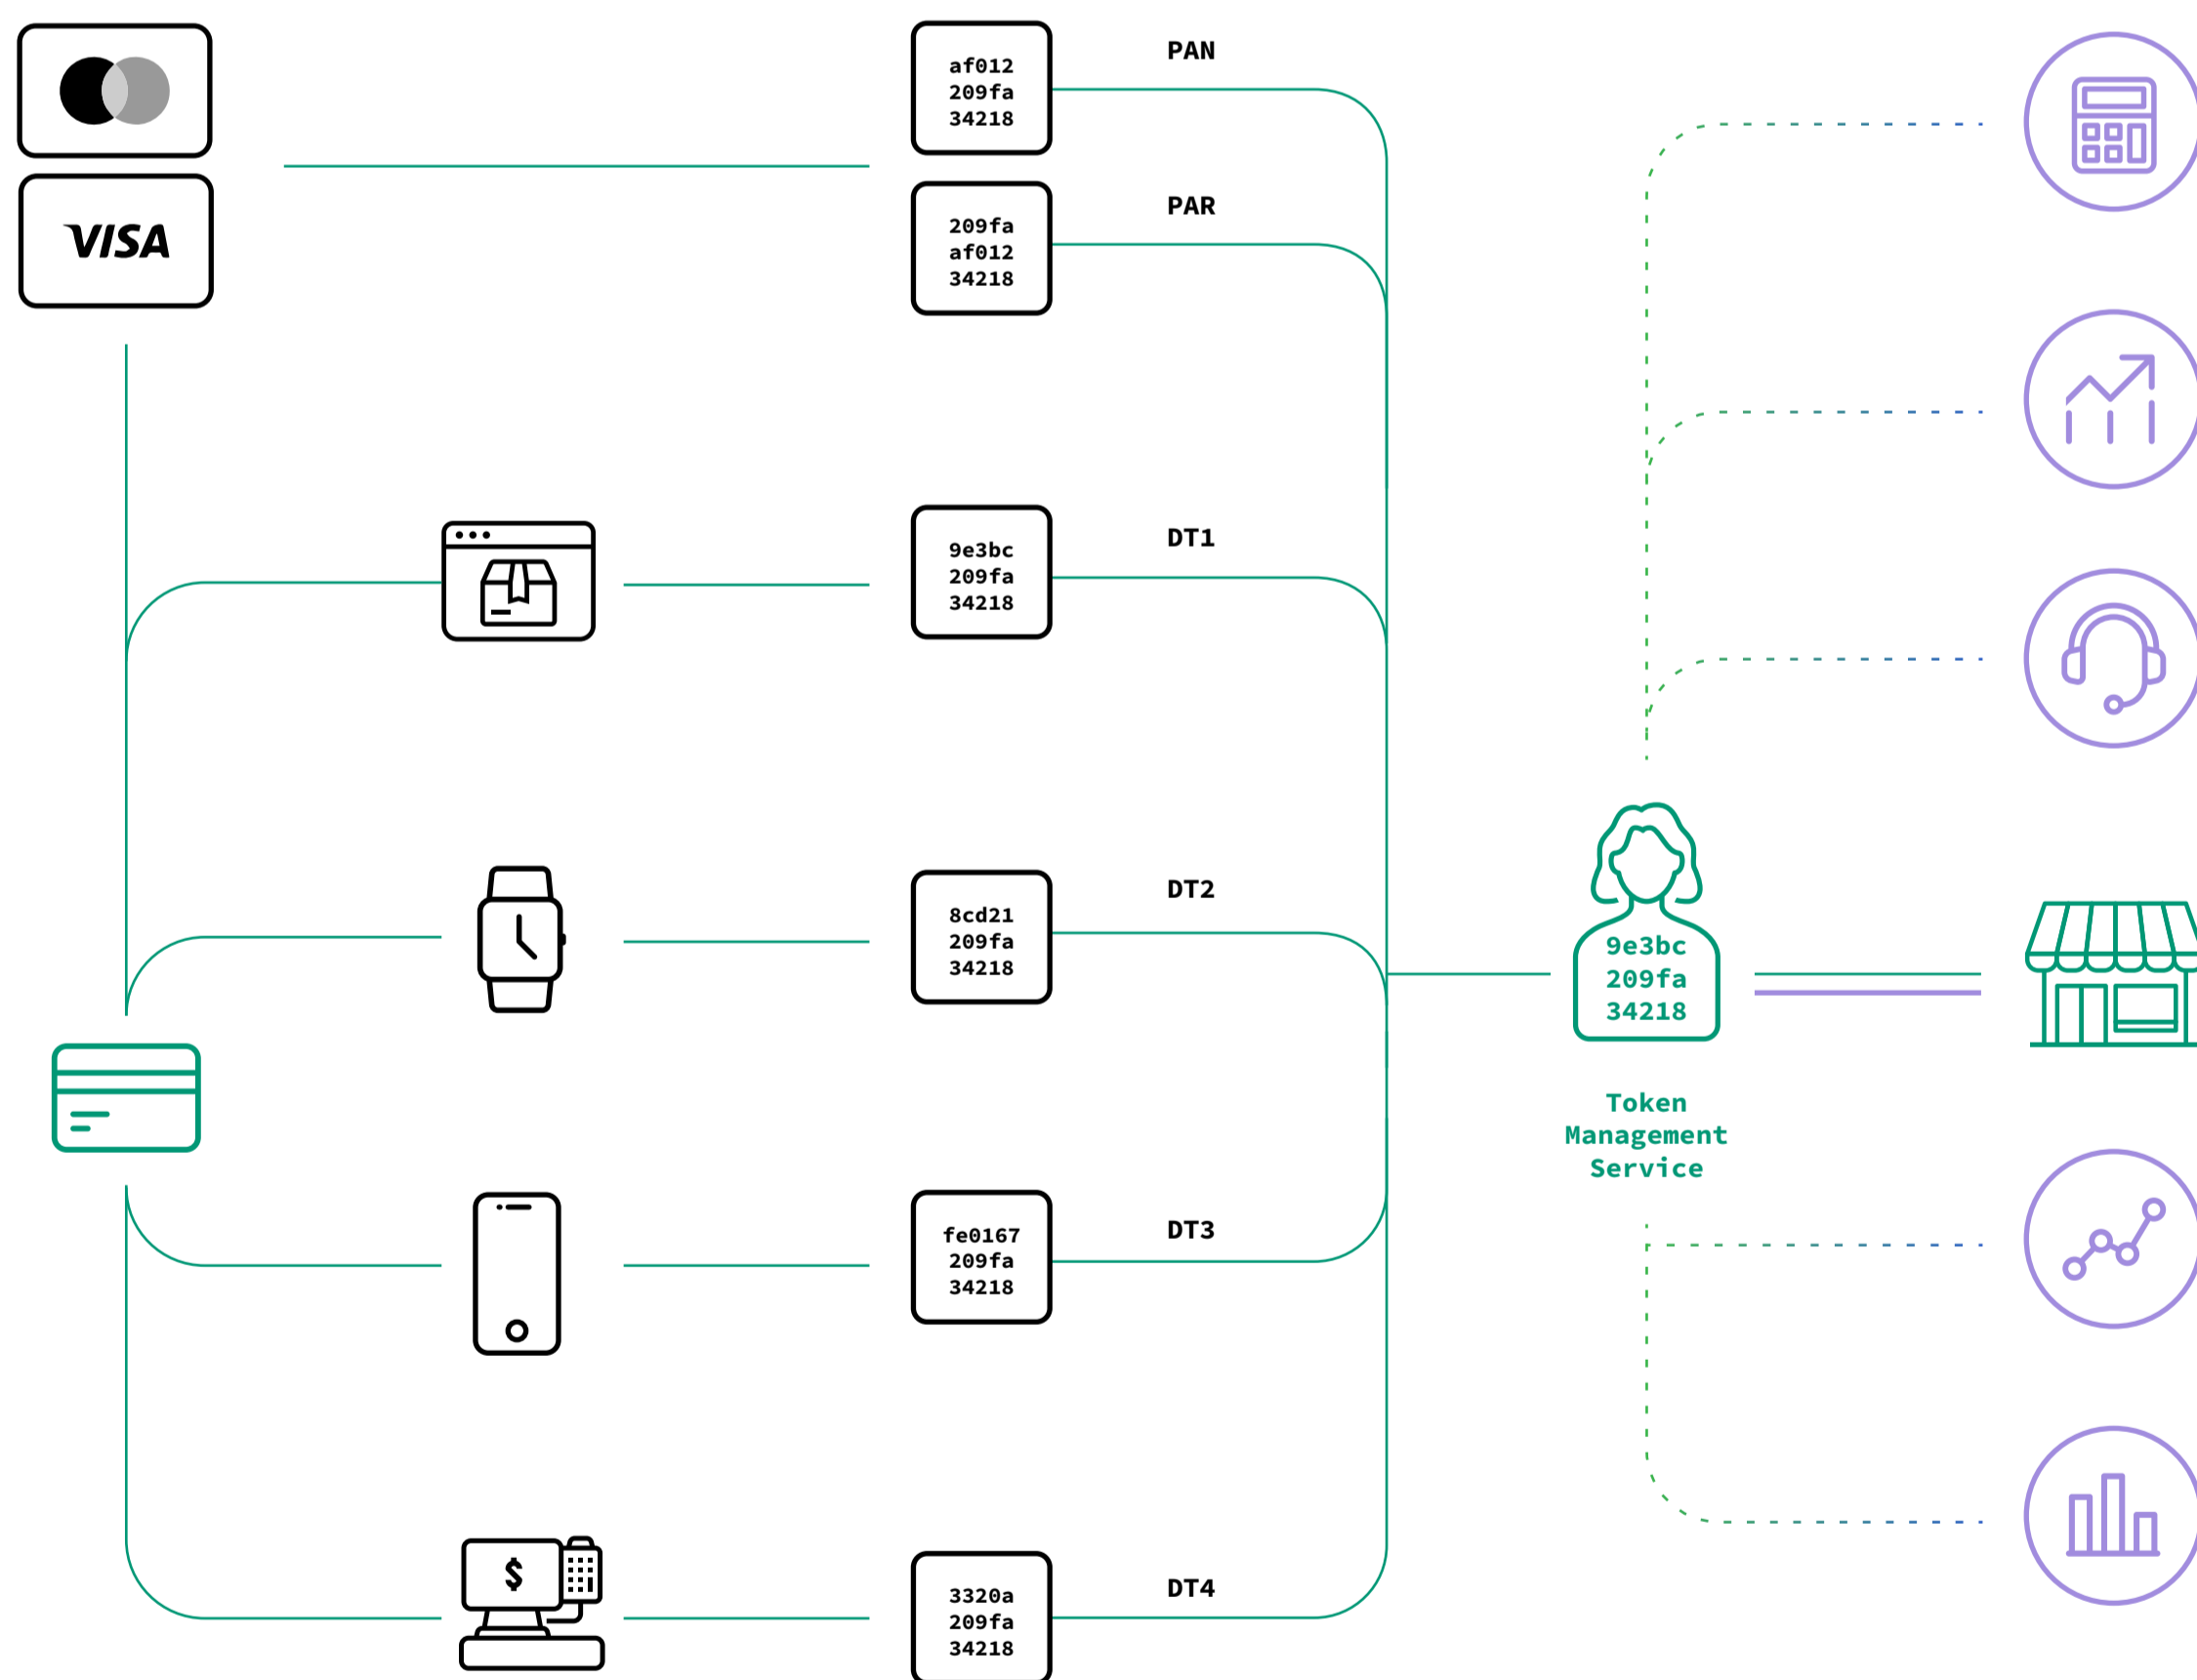 PAN
af012
209fa
34218
VISA
PAR
209fa
af012
34218
DT1
9e3bc
209fa
34218
DT2
8cd21
209fa
34218
9e3bc
209fa
34218
Token
Management
Service
DT3
fe0167
209fa
34218
$
DT4
3320a
209fa
34218